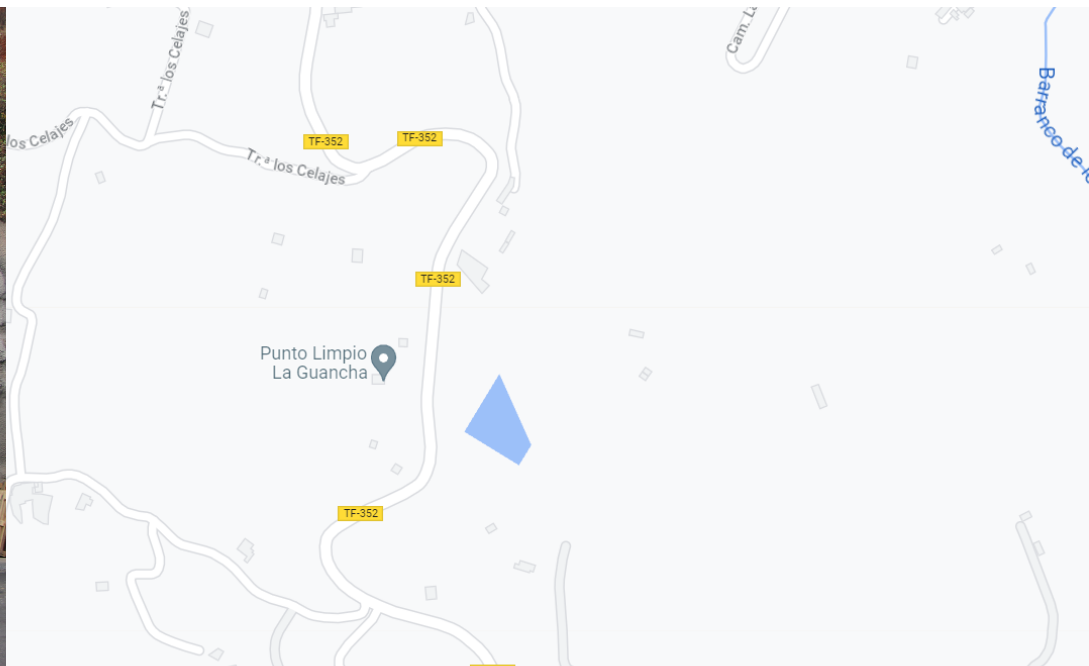 Tr.ª los Celajes
Cam. L
Barranco de l
los Celajes
TF-352
TF-352
Tr.ª los Celajes
TF-352
Punto Limpio
La Guancha
TF-352